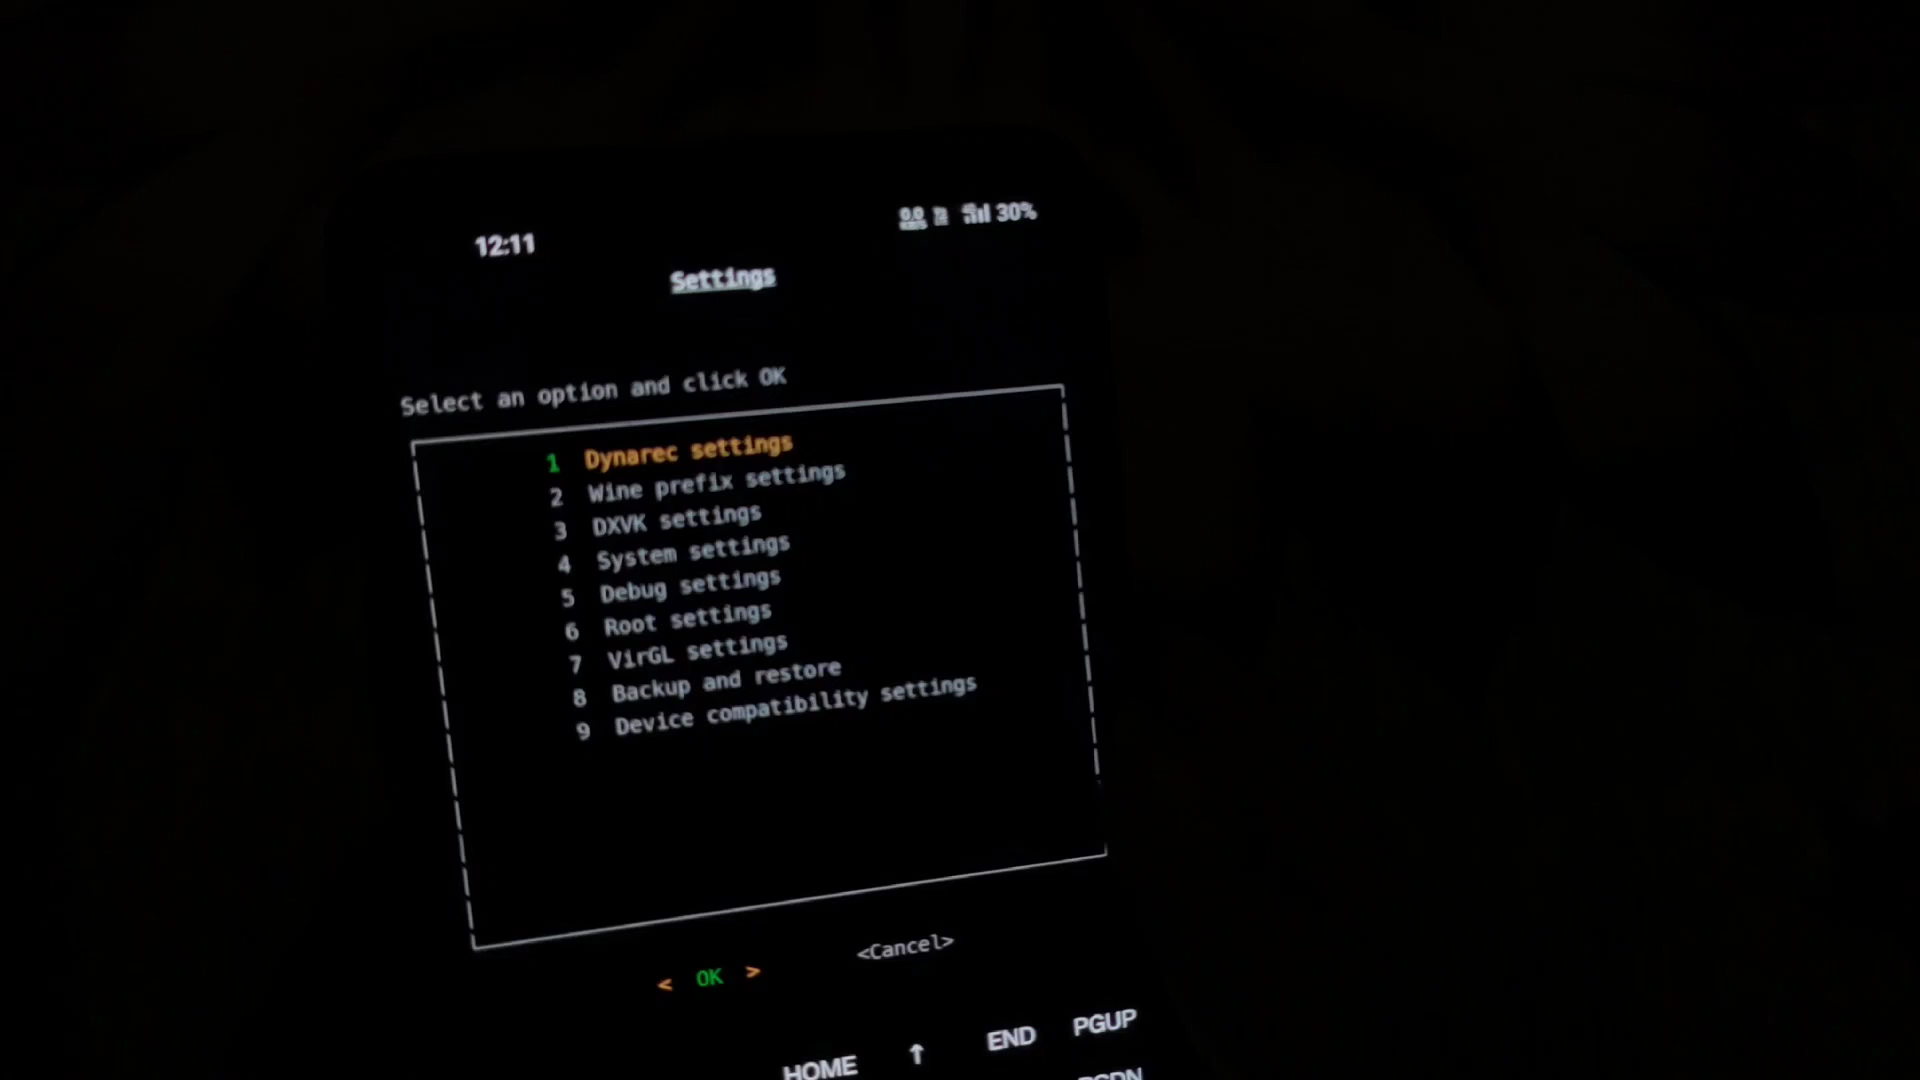 12:11
30%
Settings
Select an option and click OK
1 Dynarec settings
2 Wine prefix settings
3 DXVK settings
4 System settings
5 Debug settings
6 Root settings
7 VirGL settings
8 Backup and restore
9 Device compatibility settings
< OK > <Cancel>
HOME ↑ END PGUP
PGDN